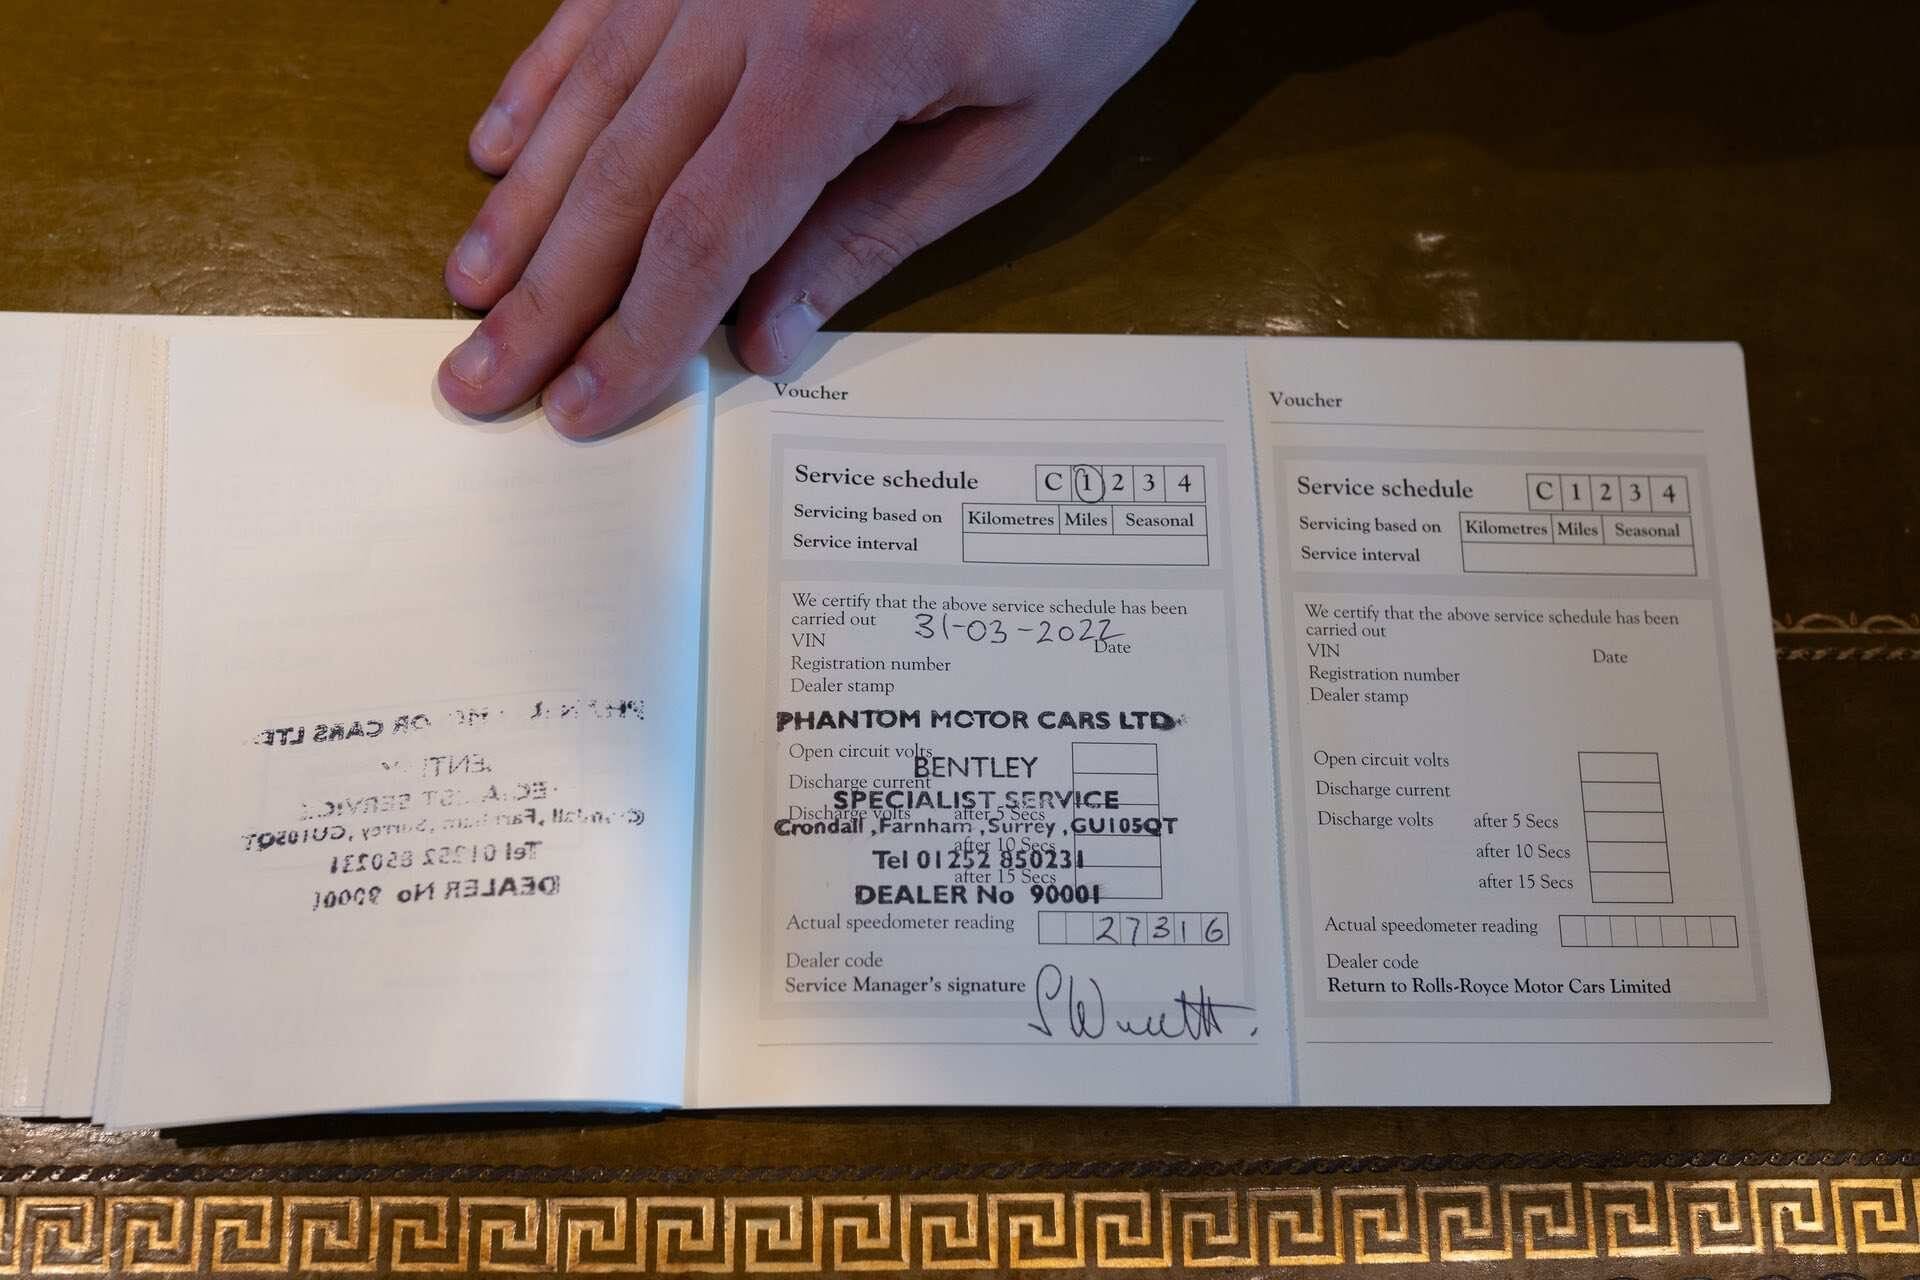 Voucher
Service schedule C 1 2 3 4
Servicing based on Kilometres Miles Seasonal
Service interval
We certify that the above service schedule has been
carried out 31-03-2022
VIN Date
Registration number
Dealer stamp
PHANTOM MOTOR CARS LTD
Open circuit volts
BENTLEY
Discharge current
SPECIALIST SERVICE
Discharge volts after 5 Secs
Crondall, Farnham, Surrey, GU105QT
after 10 Secs
Tel 01252 850231
after 15 Secs
DEALER No 90001
Actual speedometer reading 27316
Dealer code
Service Manager's signature
Voucher
Service schedule C 1 2 3 4
Servicing based on Kilometres Miles Seasonal
Service interval
We certify that the above service schedule has been
carried out
VIN Date
Registration number
Dealer stamp
Open circuit volts
Discharge current
Discharge volts after 5 Secs
after 10 Secs
after 15 Secs
Actual speedometer reading
Dealer code
Return to Rolls-Royce Motor Cars Limited